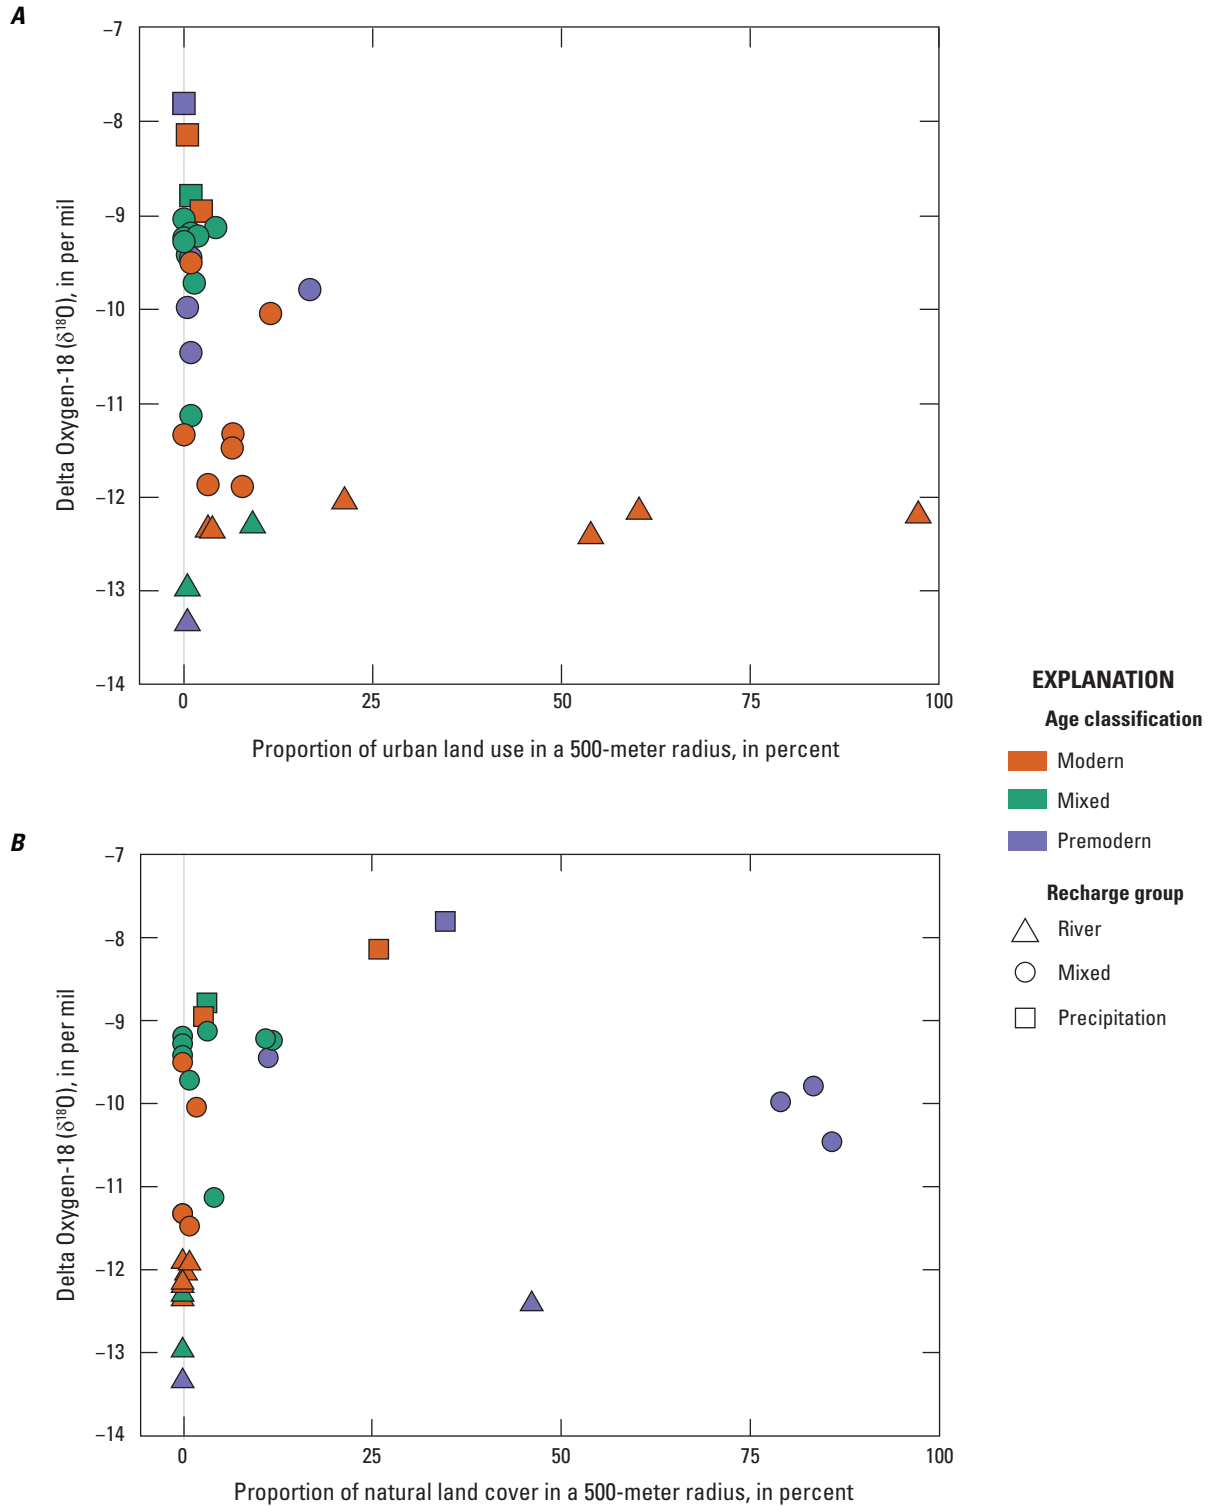 A
–7
–8
–9
–10
–11
–12
–13
–14
Delta Oxygen-18 (δ¹⁸O), in per mil
0 25 50 75 100
Proportion of urban land use in a 500-meter radius, in percent
EXPLANATION
Age classification
Modern
Mixed
Premodern
Recharge group
River
Mixed
Precipitation
B
–7
–8
–9
–10
–11
–12
–13
–14
Delta Oxygen-18 (δ¹⁸O), in per mil
0 25 50 75 100
Proportion of natural land cover in a 500-meter radius, in percent